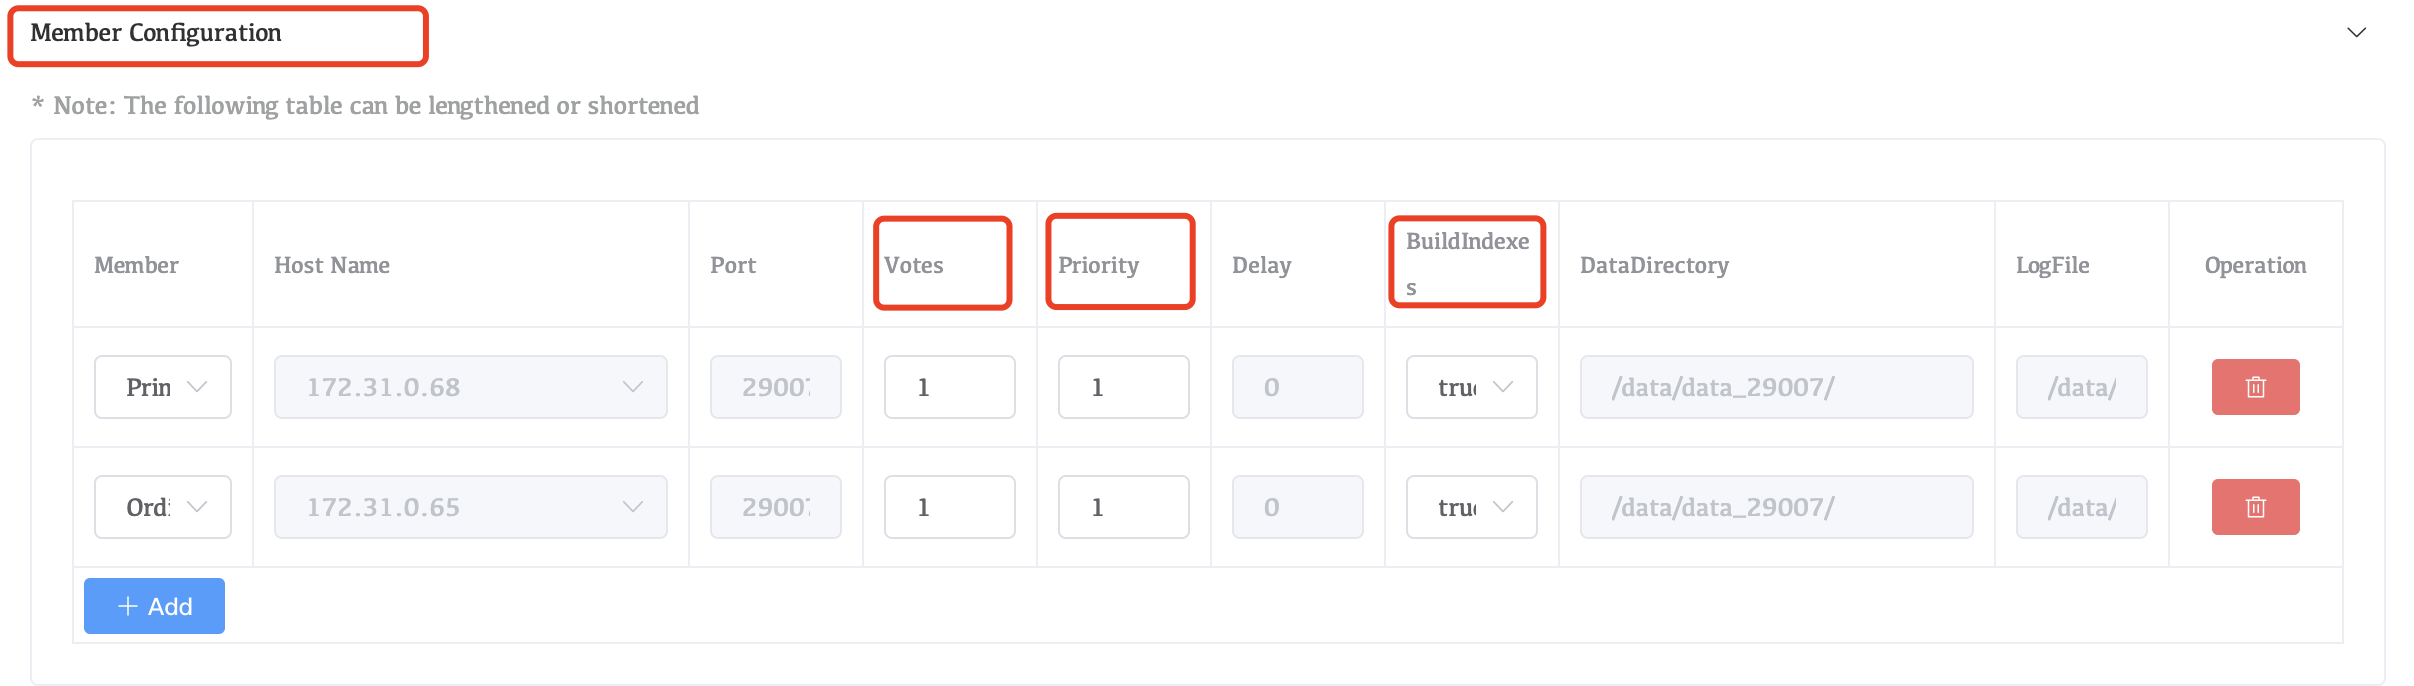 Member Configuration
* Note: The following table can be lengthened or shortened
Member Host Name Port Votes Priority Delay BuildIndexe
s DataDirectory LogFile Operation
Prin 172.31.0.68 2900 1 1 0 tru /data/data_29007/ /data/
Ord 172.31.0.65 2900 1 1 0 tru /data/data_29007/ /data/
+ Add